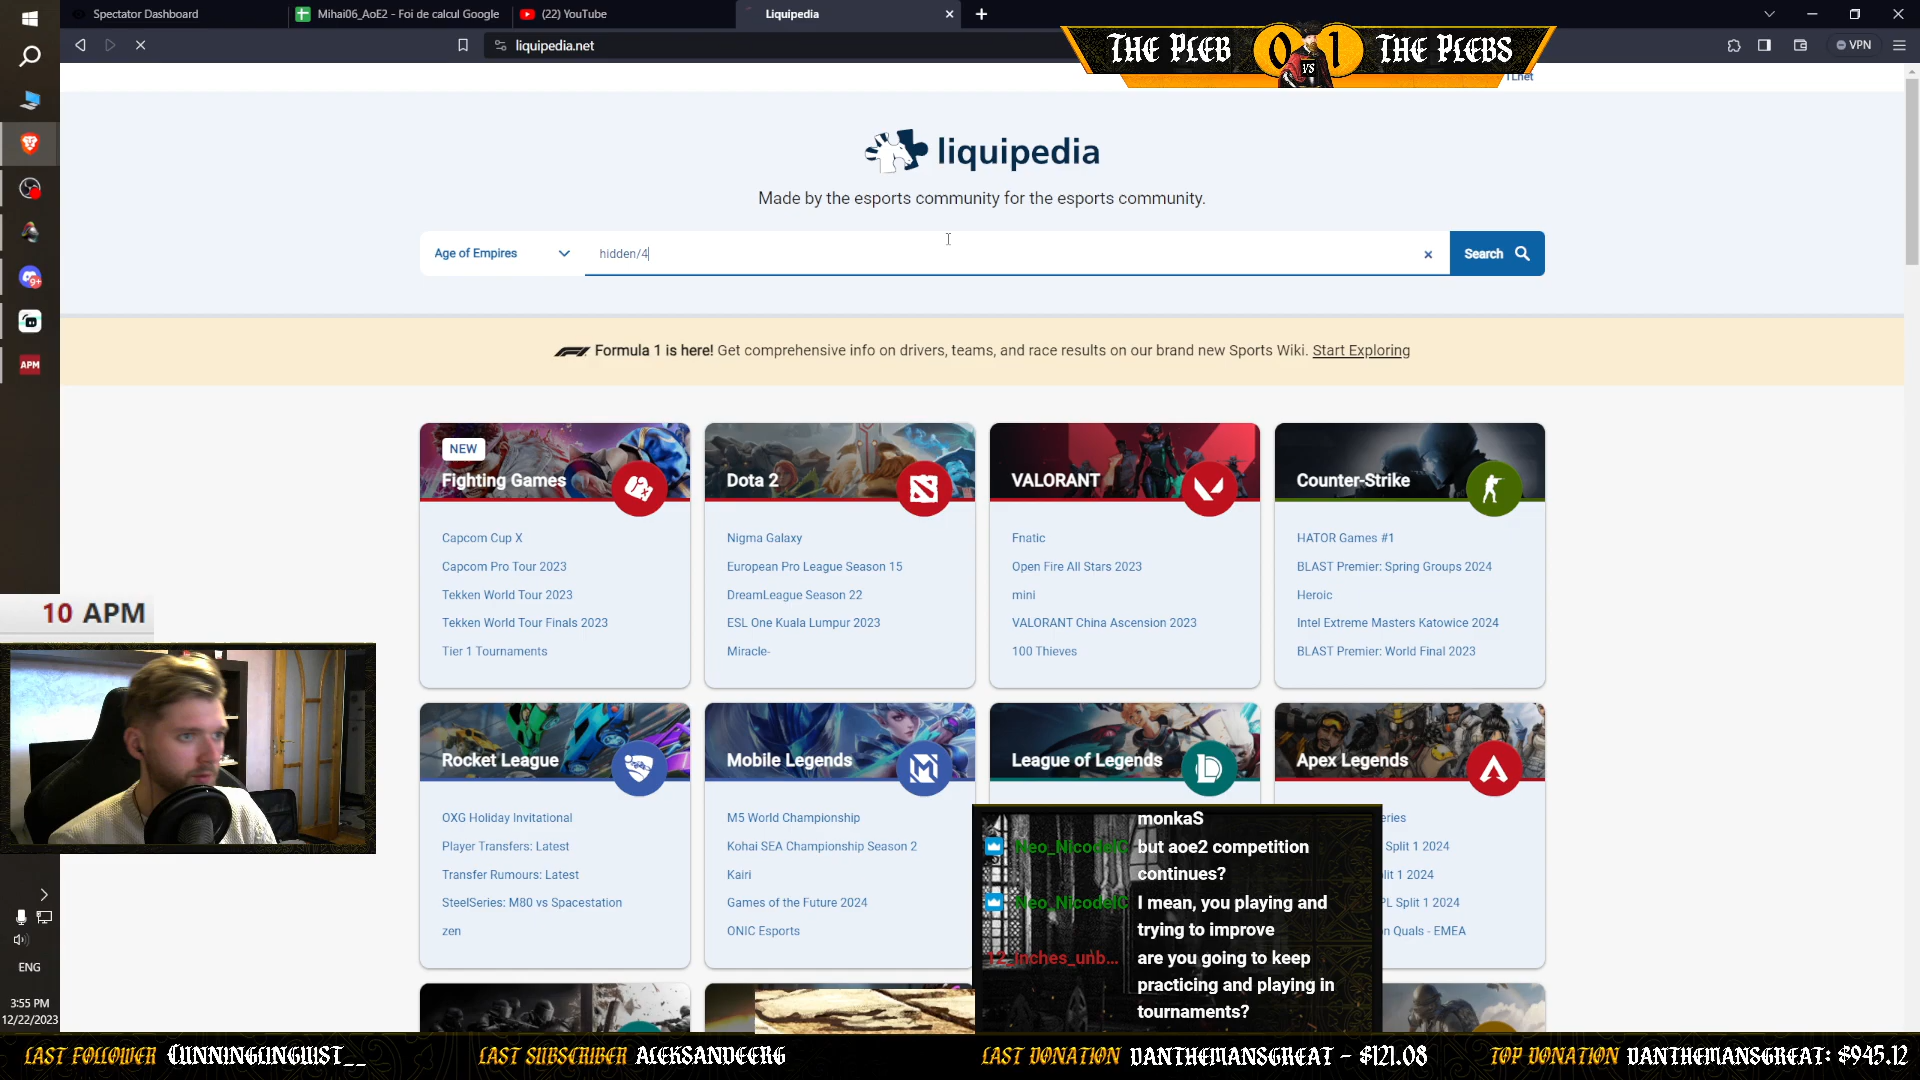 Spectator Dashboard
Mihai06_AoE2 - Foi de calcul Google
(22) YouTube
Liquipedia
liquipedia.net
VPN
THE PLEB 0 VS 1 THE PLEBS
TLnet
liquipedia
Made by the esports community for the esports community.
Age of Empires
hidden/4
Search
Formula 1 is here! Get comprehensive info on drivers, teams, and race results on our brand new Sports Wiki. Start Exploring
NEW
Fighting Games
Capcom Cup X
Capcom Pro Tour 2023
Tekken World Tour 2023
Tekken World Tour Finals 2023
Tier 1 Tournaments
Dota 2
Nigma Galaxy
European Pro League Season 15
DreamLeague Season 22
ESL One Kuala Lumpur 2023
Miracle-
VALORANT
Fnatic
Open Fire All Stars 2023
mini
VALORANT China Ascension 2023
100 Thieves
Counter-Strike
HATOR Games #1
BLAST Premier: Spring Groups 2024
Heroic
Intel Extreme Masters Katowice 2024
BLAST Premier: World Final 2023
Rocket League
OXG Holiday Invitational
Player Transfers: Latest
Transfer Rumours: Latest
SteelSeries: M80 vs Spacestation
zen
Mobile Legends
M5 World Championship
Kohai SEA Championship Season 2
Kairi
Games of the Future 2024
ONIC Esports
League of Legends
Apex Legends
Split 1 2024
PL Split 1 2024
Quals - EMEA
9+
APM
10 APM
ENG
3:55 PM
12/22/2023
monkaS
Neo_NicodeIC but aoe2 competition
continues?
Neo_NicodeIC I mean, you playing and
trying to improve
12_inches_unb... are you going to keep
practicing and playing in
tournaments?
LAST FOLLOWER CUNNINGLINGUIST__
LAST SUBSCRIBER ALEKSANDEERG
LAST DONATION DANTHEMANSGREAT - $121.08
TOP DONATION DANTHEMANSGREAT: $945.12